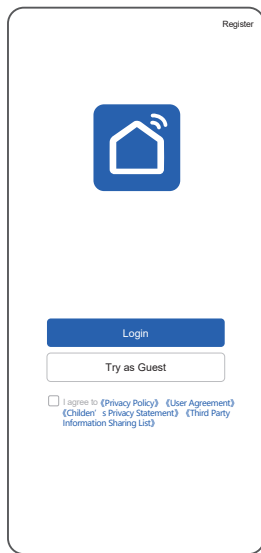 Register
Login
Try as Guest
I agree to 《Privacy Policy》 《User Agreement》
《Childen’ s Privacy Statement》 《Third Party
Information Sharing List》